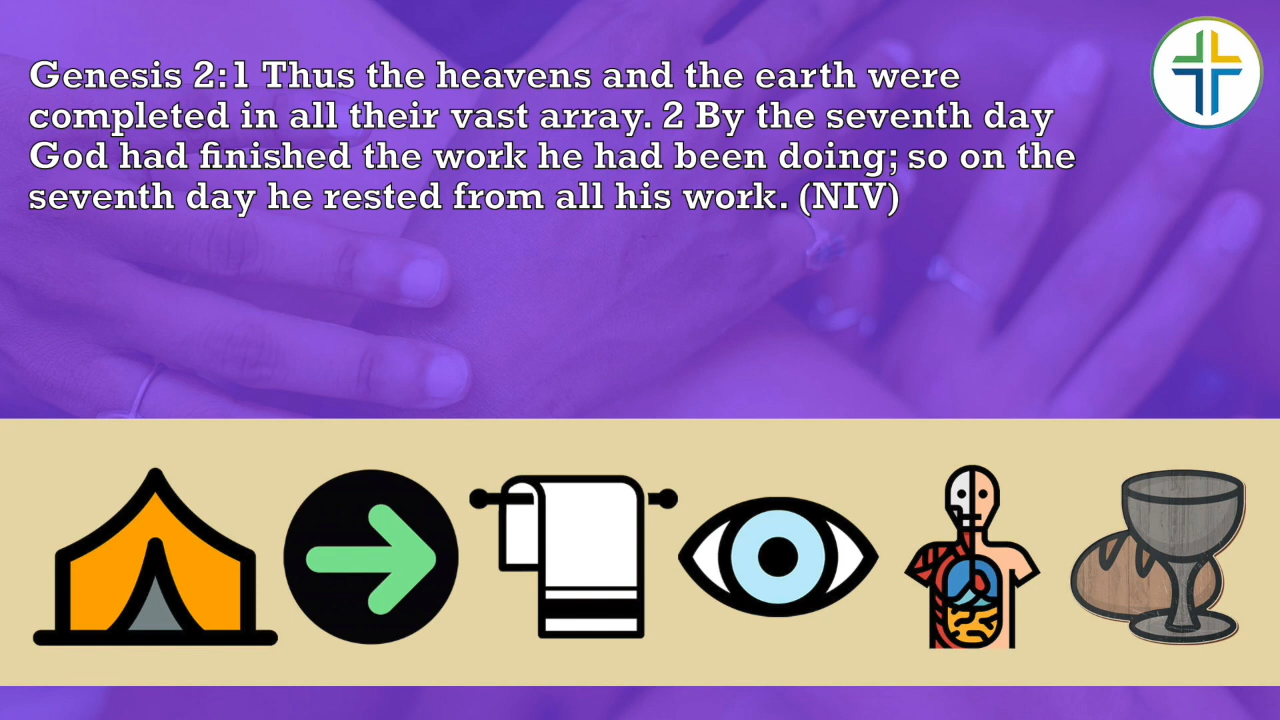 Genesis 2:1 Thus the heavens and the earth were
completed in all their vast array. 2 By the seventh day
God had finished the work he had been doing; so on the
seventh day he rested from all his work. (NIV)